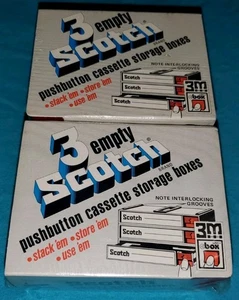 3 empty
Scotch
pushbutton cassette storage boxes
• stack 'em • store 'em
• use 'em
NOTE INTERLOCKING
GROOVES
Scotch
Scotch
Scotch
3M
3 empty
Scotch
BRAND
pushbutton cassette storage boxes
• stack 'em • store 'em
• use 'em
NOTE INTERLOCKING
GROOVES
Scotch
Scotch
Scotch
3M
box